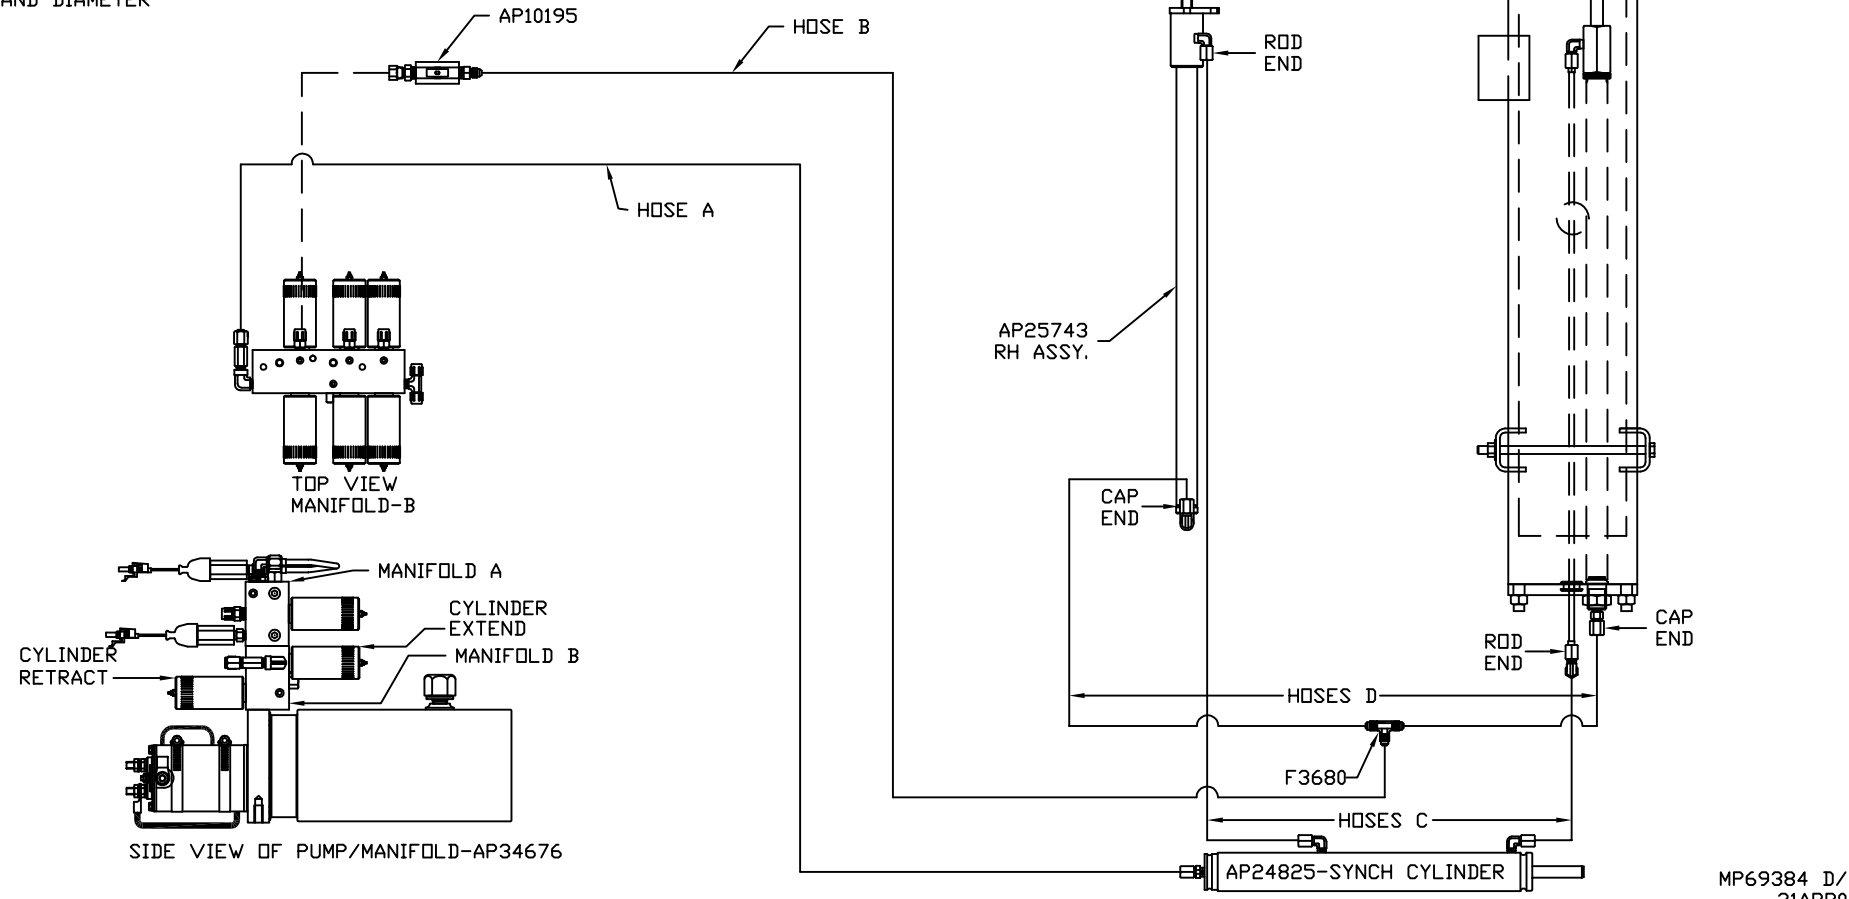 AND DIAMETER
AP10195
HOSE B
ROD
END
HOSE A
AP25743
RH ASSY.
TOP VIEW
MANIFOLD-B
CAP
END
MANIFOLD A
CYLINDER
EXTEND
MANIFOLD B
CYLINDER
RETRACT
CAP
END
ROD
END
HOSES D
F3680
HOSES C
SIDE VIEW OF PUMP/MANIFOLD-AP34676
AP24825-SYNCH CYLINDER
MP69384 D/